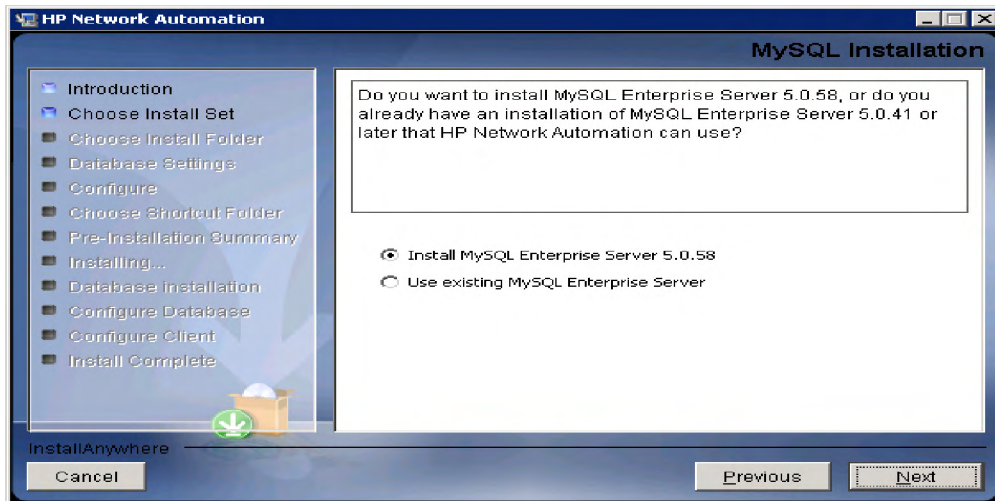 HP Network Automation
MySQL Installation
Introduction
Choose Install Set
Choose Install Folder
Database Settings
Configure
Choose Shortcut Folder
Pre-Installation Summary
Installing...
Database installation
Configure Database
Configure Client
Install Complete
Do you want to install MySQL Enterprise Server 5.0.58, or do you
already have an installation of MySQL Enterprise Server 5.0.41 or
later that HP Network Automation can use?
Install MySQL Enterprise Server 5.0.58
Use existing MySQL Enterprise Server
InstallAnywhere
Cancel
Previous
Next